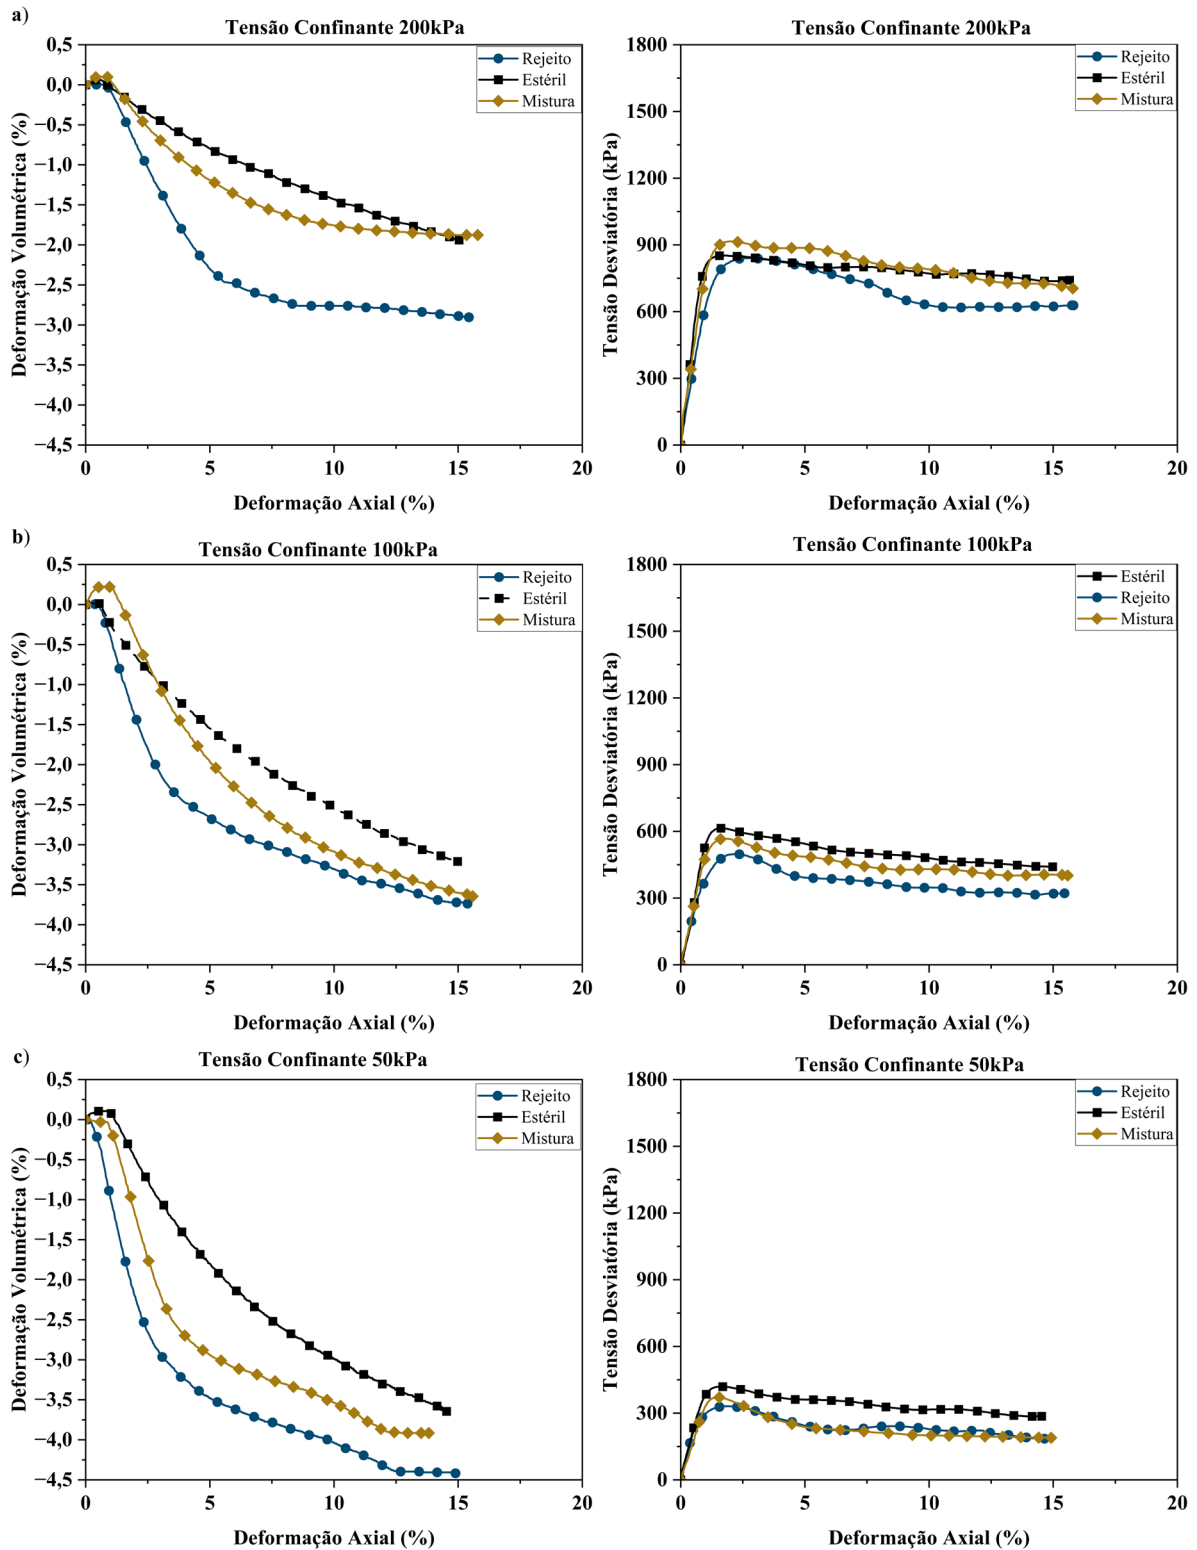 a)
Tensão Confinante 200kPa
Rejeito
Estéril
Mistura
Deformação Volumétrica (%)
0,5
0,0
−0,5
−1,0
−1,5
−2,0
−2,5
−3,0
−3,5
−4,0
−4,5
0 5 10 15 20
Deformação Axial (%)
Tensão Confinante 200kPa
Rejeito
Estéril
Mistura
Tensão Desviatória (kPa)
1800
1500
1200
900
600
300
0
0 5 10 15 20
Deformação Axial (%)
b)
Tensão Confinante 100kPa
Rejeito
Estéril
Mistura
Deformação Volumétrica (%)
0,5
0,0
−0,5
−1,0
−1,5
−2,0
−2,5
−3,0
−3,5
−4,0
−4,5
0 5 10 15 20
Deformação Axial (%)
Tensão Confinante 100kPa
Estéril
Rejeito
Mistura
Tensão Desviatória (kPa)
1800
1500
1200
900
600
300
0
0 5 10 15 20
Deformação Axial (%)
c)
Tensão Confinante 50kPa
Rejeito
Estéril
Mistura
Deformação Volumétrica (%)
0,5
0,0
−0,5
−1,0
−1,5
−2,0
−2,5
−3,0
−3,5
−4,0
−4,5
0 5 10 15 20
Deformação Axial (%)
Tensão Confinante 50kPa
Rejeito
Estéril
Mistura
Tensão Desviatória (kPa)
1800
1500
1200
900
600
300
0
0 5 10 15 20
Deformação Axial (%)